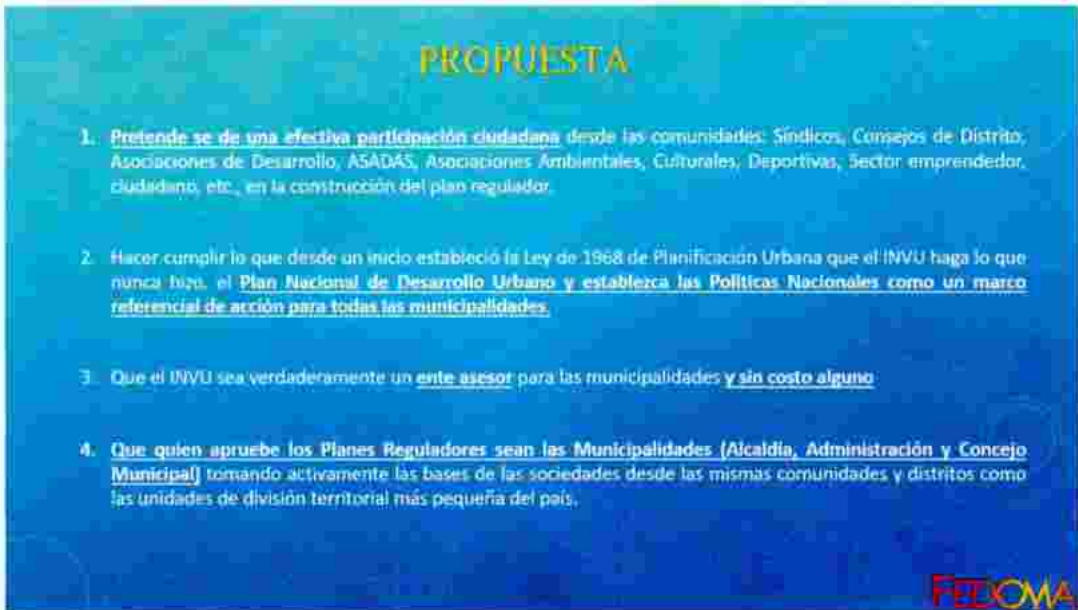 PROPUESTA
1. Pretende se de una efectiva participación ciudadana desde las comunidades: Síndicos, Consejos de Distrito,
Asociaciones de Desarrollo, ASADAS, Asociaciones Ambientales, Culturales, Deportivas, Sector emprendedor,
ciudadano, etc., en la construcción del plan regulador.
2. Hacer cumplir lo que desde un inicio estableció la Ley de 1968 de Planificación Urbana que el INVU haga lo que
nunca hizo, el Plan Nacional de Desarrollo Urbano y establezca las Políticas Nacionales como un marco
referencial de acción para todas las municipalidades.
3. Que el INVU sea verdaderamente un ente asesor para las municipalidades y sin costo alguno
4. Que quien apruebe los Planes Reguladores sean las Municipalidades (Alcaldía, Administración y Concejo
Municipal) tomando activamente las bases de las sociedades desde las mismas comunidades y distritos como
las unidades de división territorial más pequeña del país.
FEDOMA